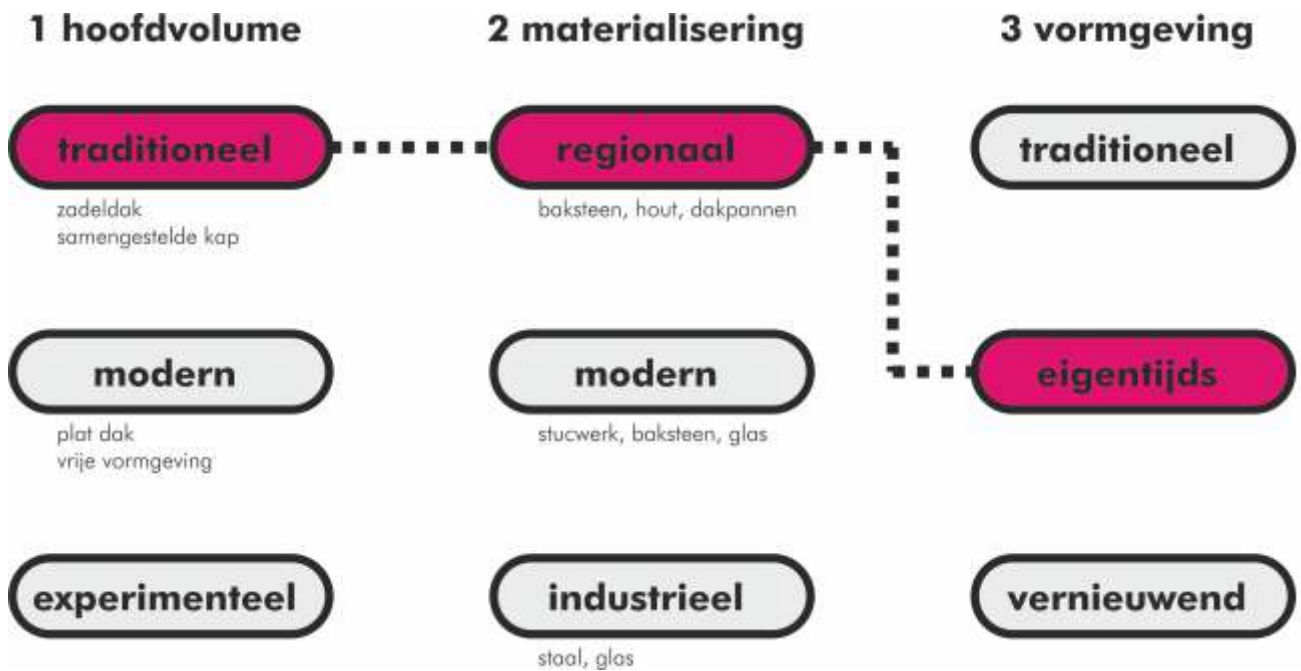 1 hoofdvolume
2 materialisering
3 vormgeving
traditioneel
regionaal
traditioneel
zadeldak
samengestelde kap
baksteen, hout, dakpannen
modern
modern
eigentijds
plat dak
vrije vormgeving
stucwerk, baksteen, glas
experimenteel
industrieel
vernieuwend
staal, glas